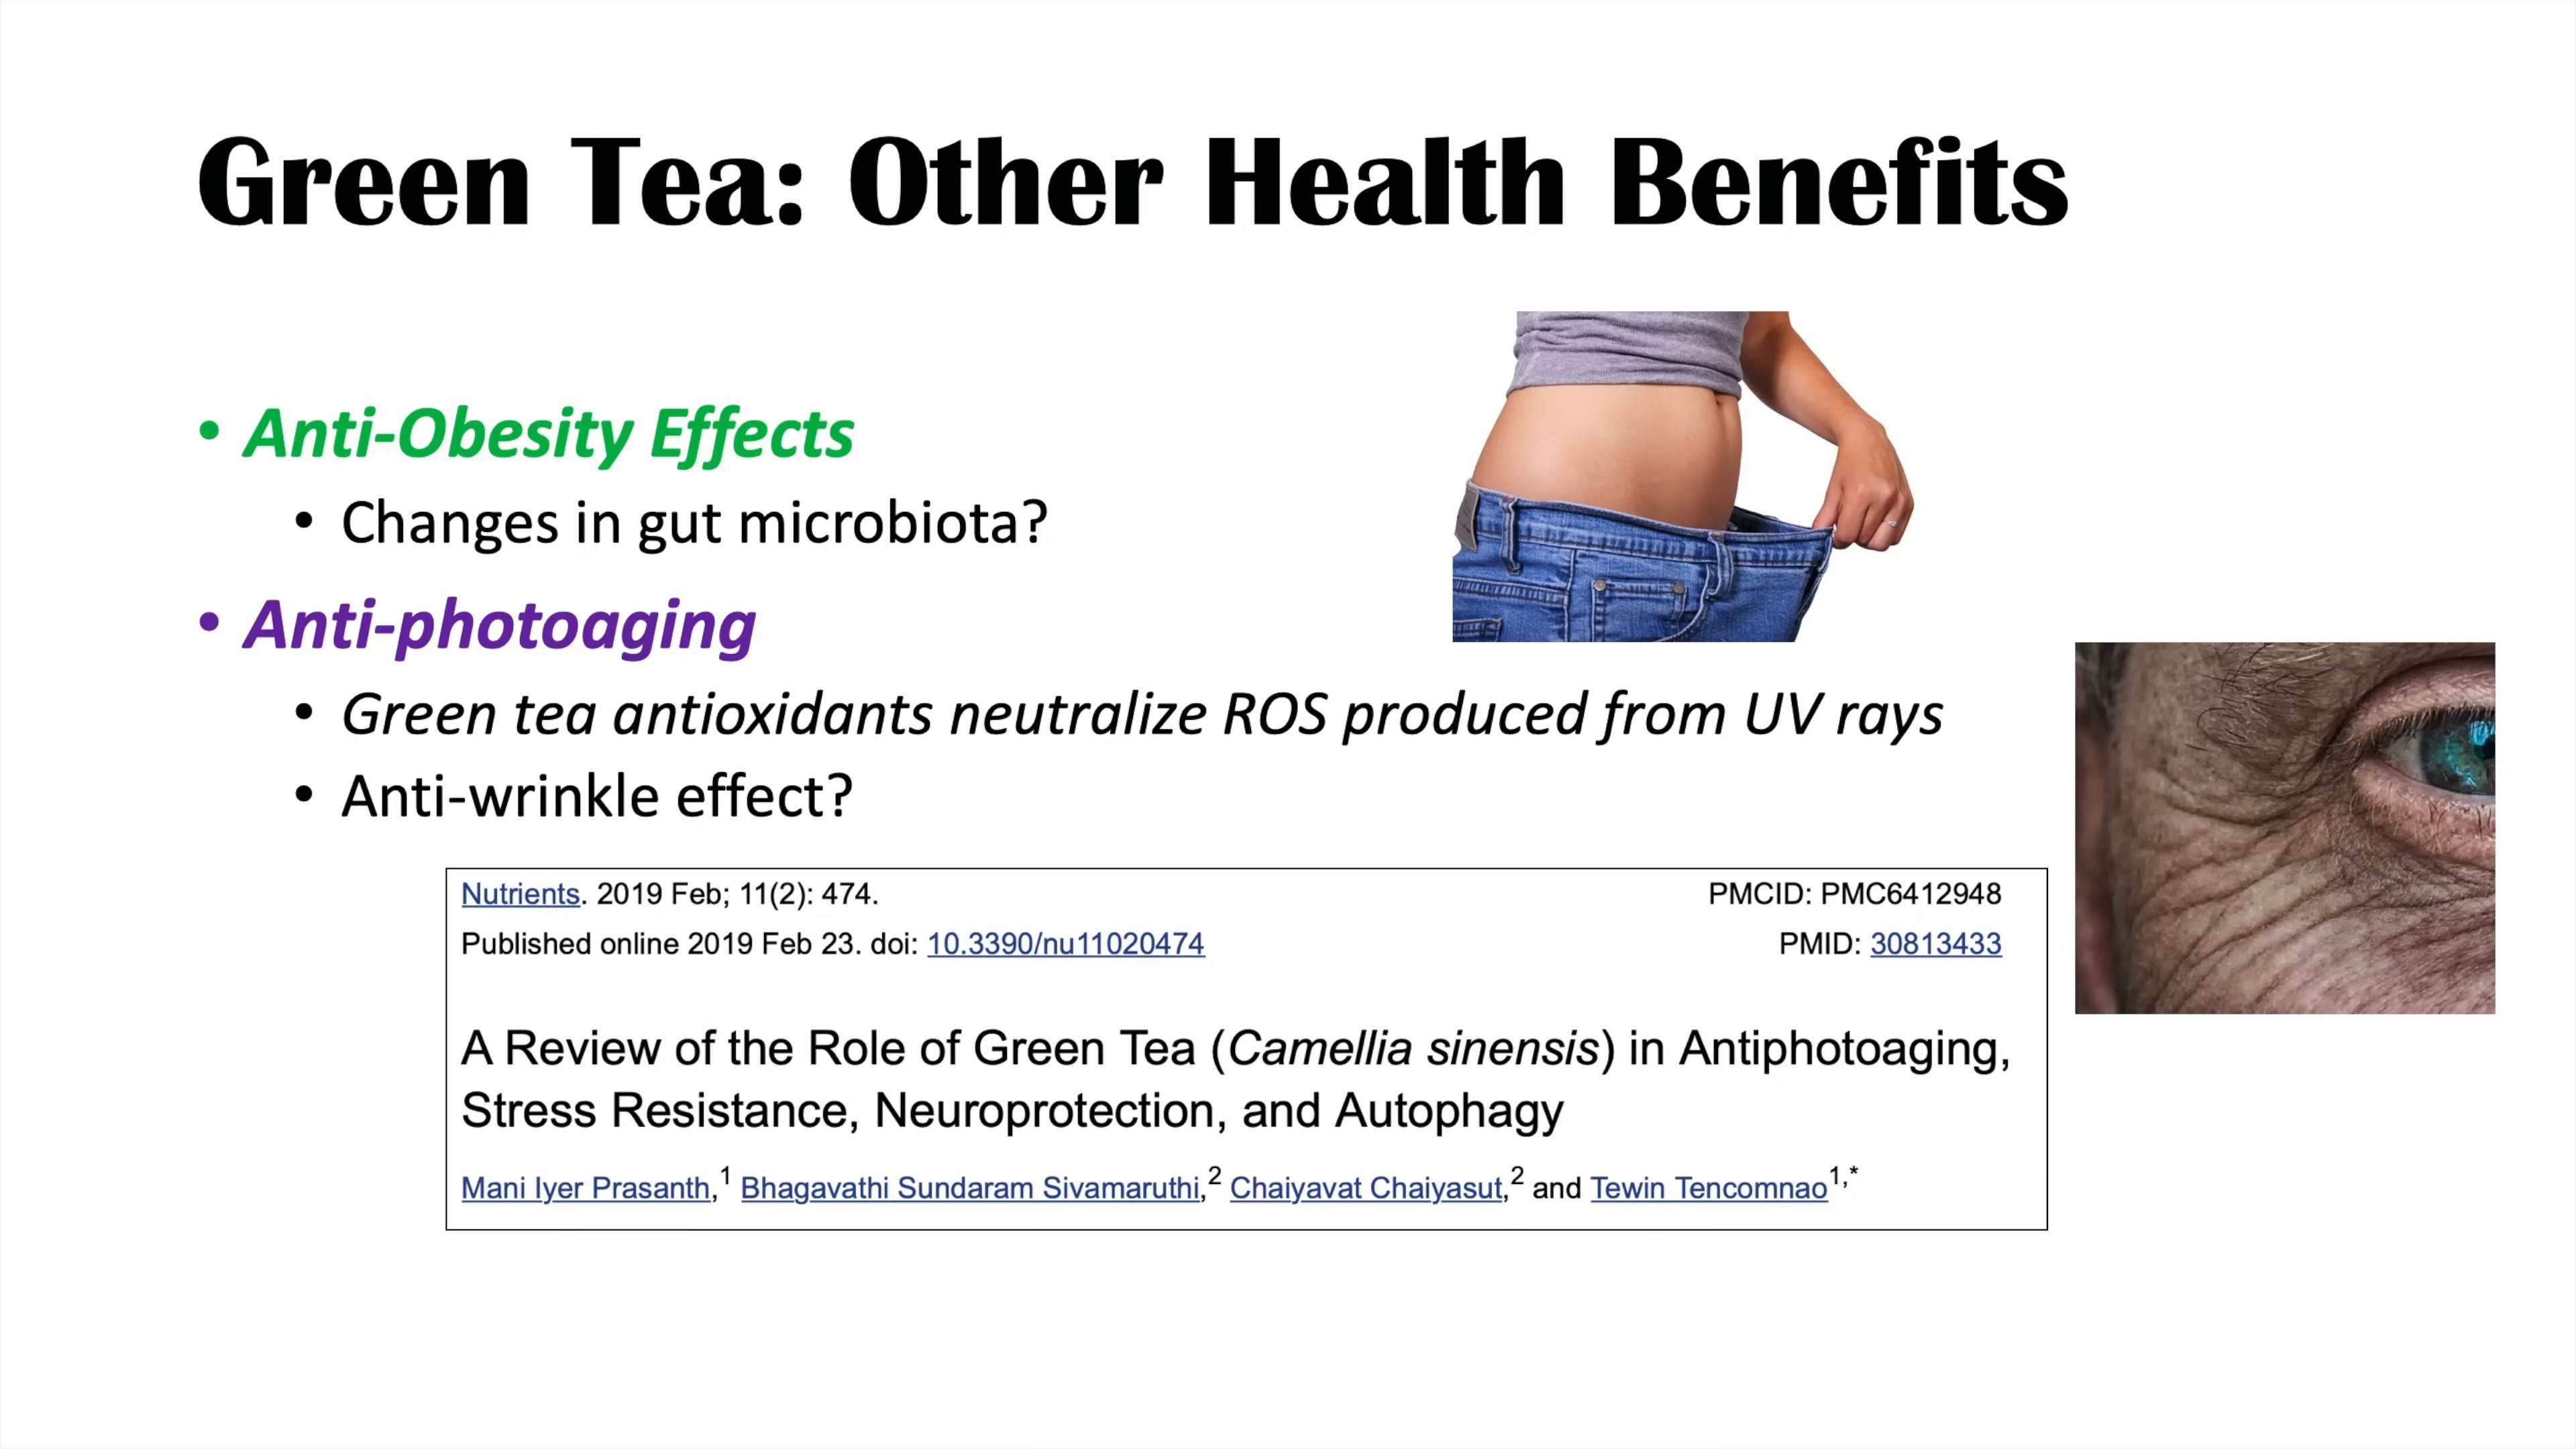 Green Tea: Other Health Benefits
• Anti-Obesity Effects
• Changes in gut microbiota?
• Anti-photoaging
• Green tea antioxidants neutralize ROS produced from UV rays
• Anti-wrinkle effect?
Nutrients. 2019 Feb; 11(2): 474. PMCID: PMC6412948
Published online 2019 Feb 23. doi: 10.3390/nu11020474 PMID: 30813433
A Review of the Role of Green Tea (Camellia sinensis) in Antiphotoaging,
Stress Resistance, Neuroprotection, and Autophagy
Mani Iyer Prasanth,1 Bhagavathi Sundaram Sivamaruthi,2 Chaiyavat Chaiyasut,2 and Tewin Tencomnao1,*